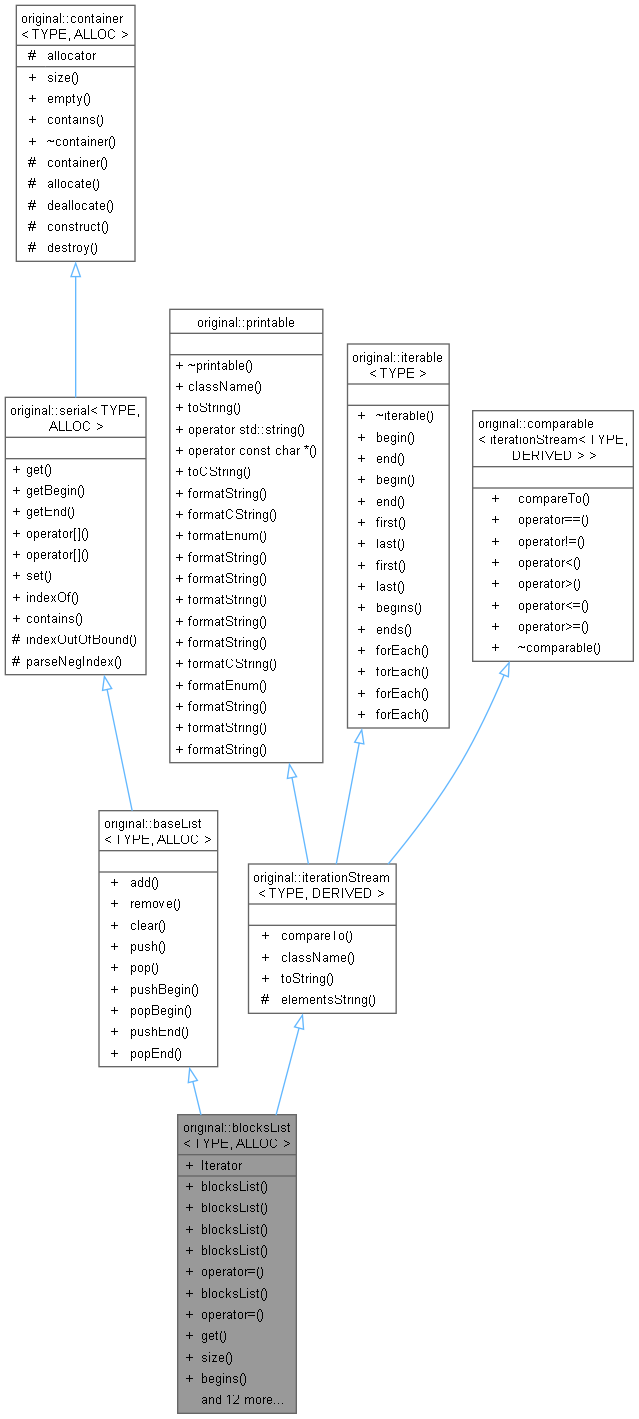 original::container
< TYPE, ALLOC >
# allocator
+ size()
+ empty()
+ contains()
+ ~container()
# container()
# allocate()
# deallocate()
# construct()
# destroy()
original::serial< TYPE,
ALLOC >
+ get()
+ getBegin()
+ getEnd()
+ operator[]()
+ operator[]()
+ set()
+ indexOf()
+ contains()
# indexOutOfBound()
# parseNegIndex()
original::printable
+ ~printable()
+ className()
+ toString()
+ operator std::string()
+ operator const char *()
+ toCString()
+ formatString()
+ formatCString()
+ formatEnum()
+ formatString()
+ formatString()
+ formatString()
+ formatString()
+ formatString()
+ formatCString()
+ formatEnum()
+ formatString()
+ formatString()
+ formatString()
original::iterable
< TYPE >
+ ~iterable()
+ begin()
+ end()
+ begin()
+ end()
+ first()
+ last()
+ first()
+ last()
+ begins()
+ ends()
+ forEach()
+ forEach()
+ forEach()
+ forEach()
original::comparable
< iterationStream< TYPE,
DERIVED > >
+ compareTo()
+ operator==()
+ operator!=()
+ operator<()
+ operator>()
+ operator<=()
+ operator>=()
+ ~comparable()
original::baseList
< TYPE, ALLOC >
+ add()
+ remove()
+ clear()
+ push()
+ pop()
+ pushBegin()
+ popBegin()
+ pushEnd()
+ popEnd()
original::iterationStream
< TYPE, DERIVED >
+ compareTo()
+ className()
+ toString()
# elementsString()
original::blocksList
< TYPE, ALLOC >
+ Iterator
+ blocksList()
+ blocksList()
+ blocksList()
+ blocksList()
+ operator=()
+ blocksList()
+ operator=()
+ get()
+ size()
+ begins()
and 12 more...